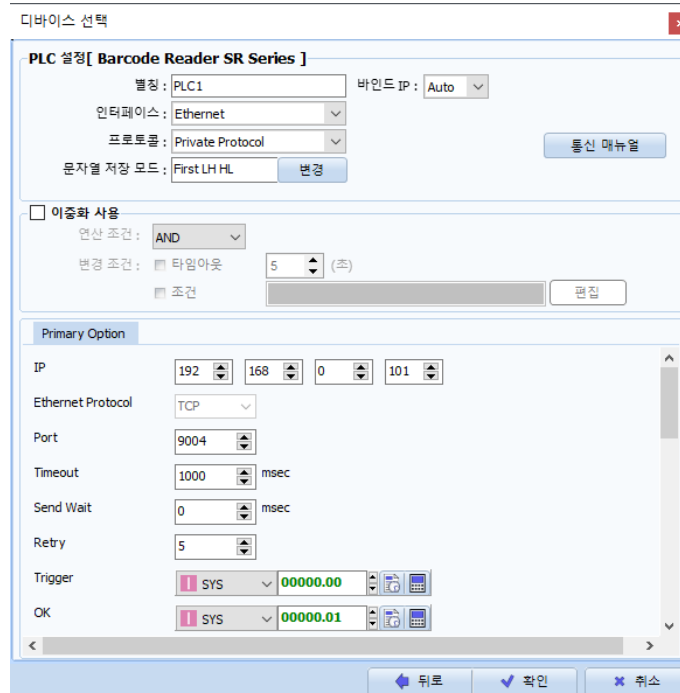 디바이스 선택
PLC 설정[ Barcode Reader SR Series ]
별칭 : PLC1 바인드 IP : Auto
인터페이스 : Ethernet
프로토콜 : Private Protocol 통신 매뉴얼
문자열 저장 모드 : First LH HL 변경
이중화 사용
연산 조건 : AND
변경 조건 : 타임아웃 5 (초)
조건 편집
Primary Option
IP 192 168 0 101
Ethernet Protocol TCP
Port 9004
Timeout 1000 msec
Send Wait 0 msec
Retry 5
Trigger SYS 00000.00
OK SYS 00000.01
뒤로 확인 취소